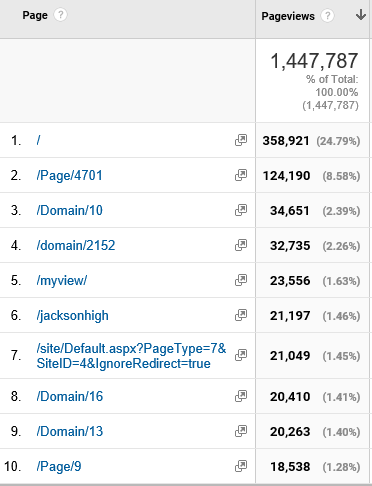 Page ? Pageviews ?
1,447,787
% of Total:
100.00%
(1,447,787)
1. / 358,921 (24.79%)
2. /Page/4701 124,190 (8.58%)
3. /Domain/10 34,651 (2.39%)
4. /domain/2152 32,735 (2.26%)
5. /myview/ 23,556 (1.63%)
6. /jacksonhigh 21,197 (1.46%)
7. /site/Default.aspx?PageType=7& 21,049 (1.45%)
SiteID=4&IgnoreRedirect=true
8. /Domain/16 20,410 (1.41%)
9. /Domain/13 20,263 (1.40%)
10. /Page/9 18,538 (1.28%)